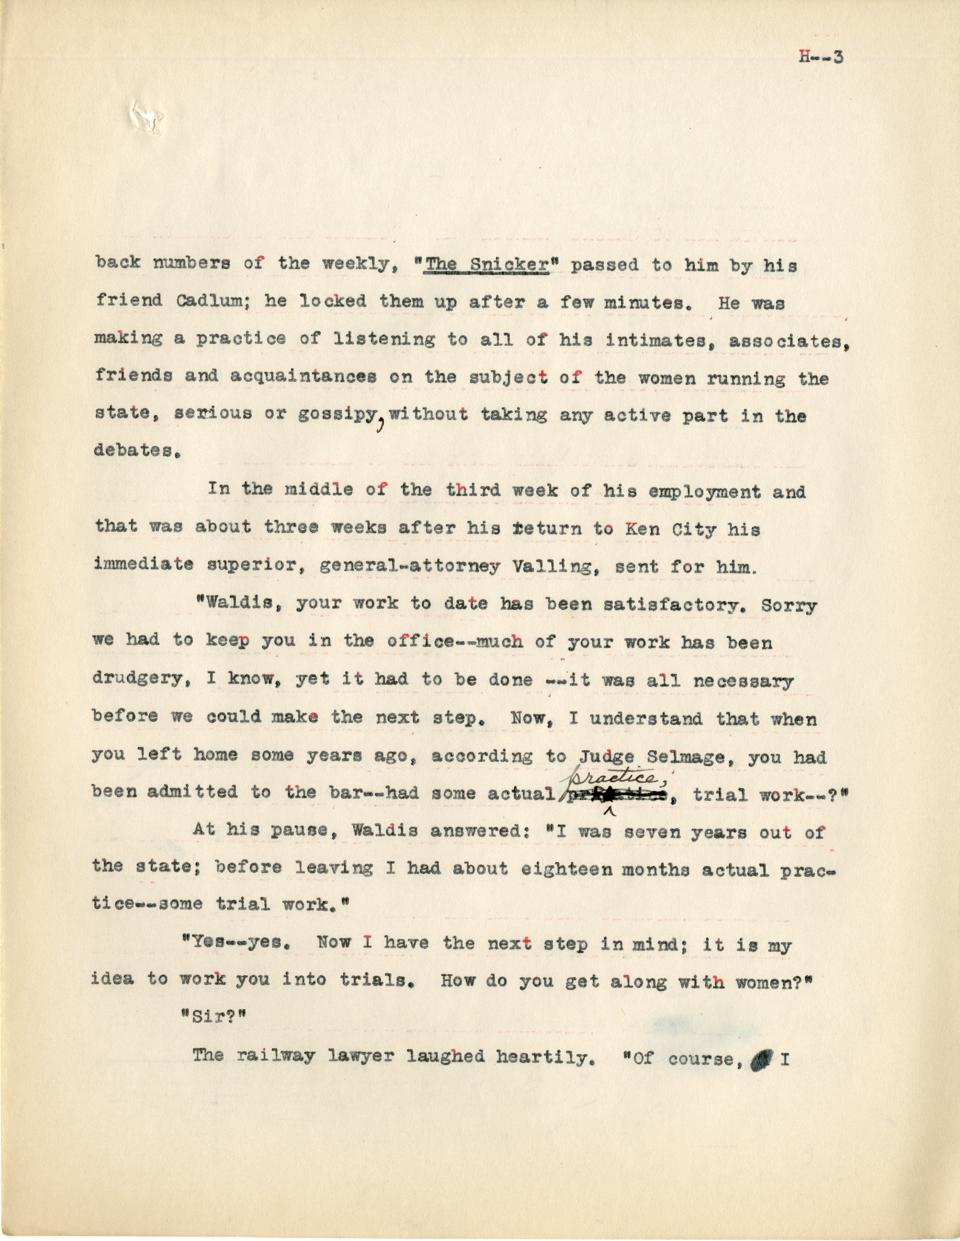 H--3
back numbers of the weekly, "The Snicker" passed to him by his
friend Cadlum; he locked them up after a few minutes. He was
making a practice of listening to all of his intimates, associates,
friends and acquaintances on the subject of the women running the
state, serious or gossipy, without taking any active part in the
debates.
In the middle of the third week of his employment and
that was about three weeks after his return to Ken City his
immediate superior, general-attorney Valling, sent for him.
"Waldis, your work to date has been satisfactory. Sorry
we had to keep you in the office--much of your work has been
drudgery, I know, yet it had to be done --it was all necessary
before we could make the next step. Now, I understand that when
you left home some years ago, according to Judge Selmage, you had
practice,
been admitted to the bar--had some actual , trial work--?"
At his pause, Waldis answered: "I was seven years out of
the state; before leaving I had about eighteen months actual prac-
tice--some trial work."
"Yes--yes. Now I have the next step in mind; it is my
idea to work you into trials. How do you get along with women?"
"Sir?"
The railway lawyer laughed heartily. "Of course, I